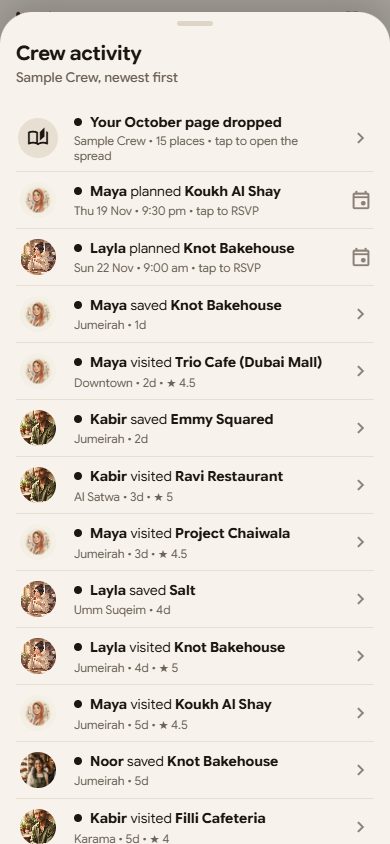 Crew activity
Sample Crew, newest first
• Your October page dropped
Sample Crew • 15 places • tap to open the
spread
• Maya planned Koukh Al Shay
Thu 19 Nov • 9:30 pm • tap to RSVP
• Layla planned Knot Bakehouse
Sun 22 Nov • 9:00 am • tap to RSVP
• Maya saved Knot Bakehouse
Jumeirah • 1d
• Maya visited Trio Cafe (Dubai Mall)
Downtown • 2d • ★ 4.5
• Kabir saved Emmy Squared
Jumeirah • 2d
• Kabir visited Ravi Restaurant
Al Satwa • 3d • ★ 5
• Maya visited Project Chaiwala
Jumeirah • 3d • ★ 4.5
• Layla saved Salt
Umm Suqeim • 4d
• Layla visited Knot Bakehouse
Jumeirah • 4d • ★ 5
• Maya visited Koukh Al Shay
Jumeirah • 5d • ★ 4.5
• Noor saved Knot Bakehouse
Jumeirah • 5d
• Kabir visited Filli Cafeteria
Karama • 5d • ★ 4